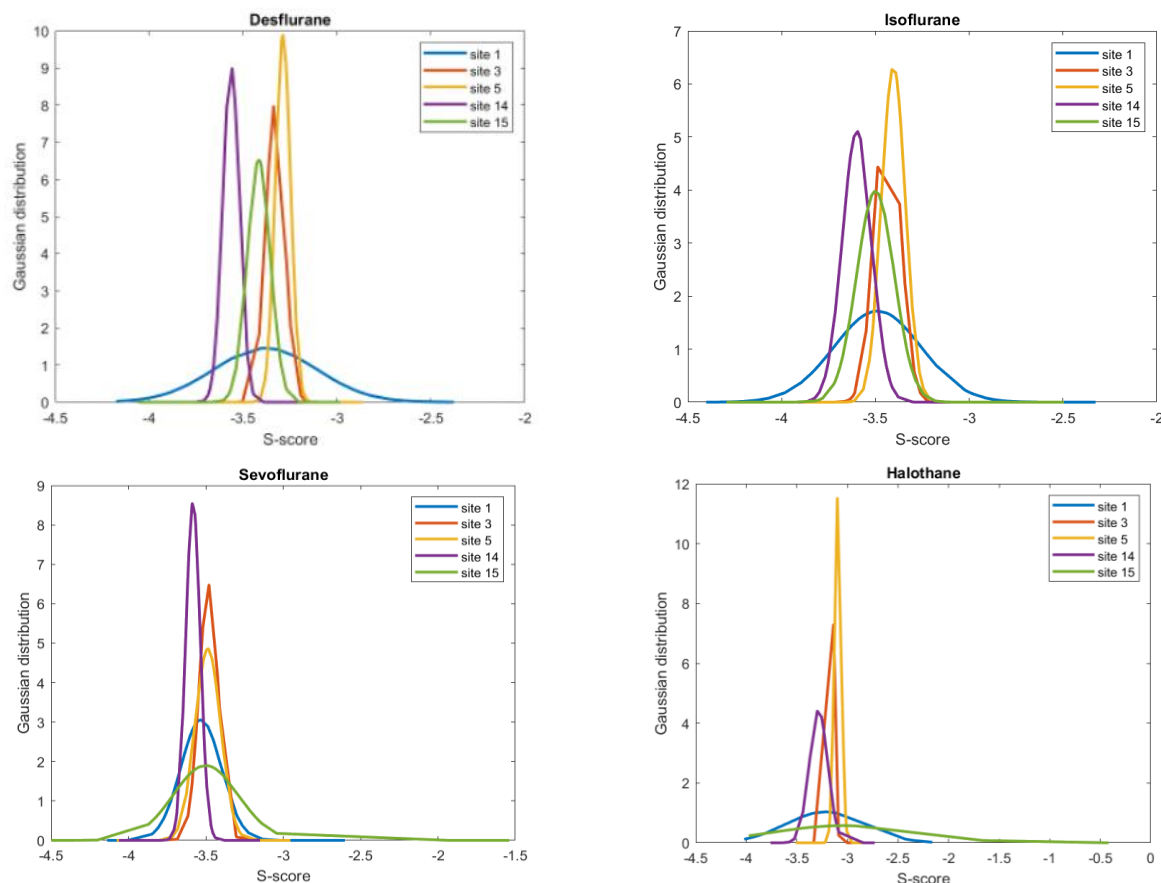 Desflurane
10
9
8
7
6
5
4
3
2
1
0
Gaussian distribution
site 1
site 3
site 5
site 14
site 15
-4.5
-4
-3.5
-3
-2.5
-2
S-score
Isoflurane
7
6
5
4
3
2
1
0
Gaussian distribution
site 1
site 3
site 5
site 14
site 15
-4.5
-4
-3.5
-3
-2.5
-2
S-score
Sevoflurane
9
8
7
6
5
4
3
2
1
0
Gaussian distribution
site 1
site 3
site 5
site 14
site 15
-4.5
-4
-3.5
-3
-2.5
-2
-1.5
S-score
Halothane
12
10
8
6
4
2
0
Gaussian distribution
site 1
site 3
site 5
site 14
site 15
-4.5
-4
-3.5
-3
-2.5
-2
-1.5
-1
-0.5
0
S-score